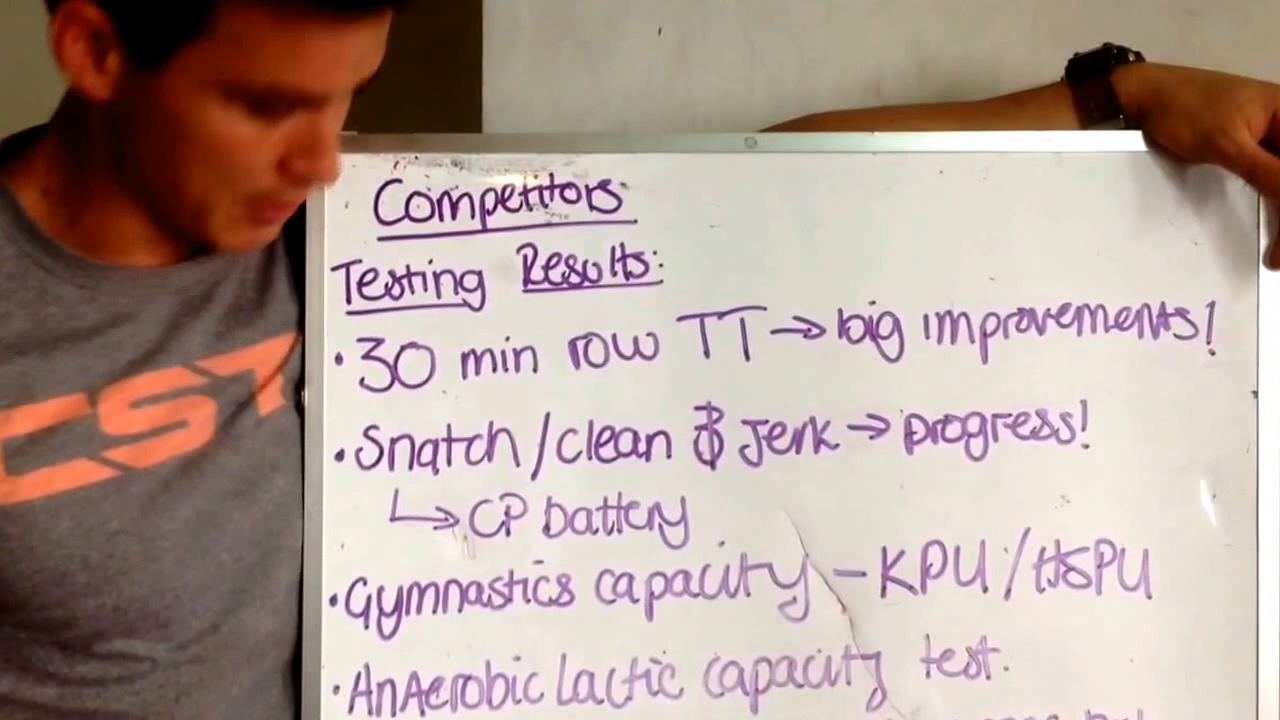 CST
Competitors
Testing Results:
• 30 min row TT → big improvements!
• Snatch/clean & Jerk → progress!
↳ CP battery
• Gymnastics capacity – KPU / HSPU
• AnAerobic Lactic capacity test.